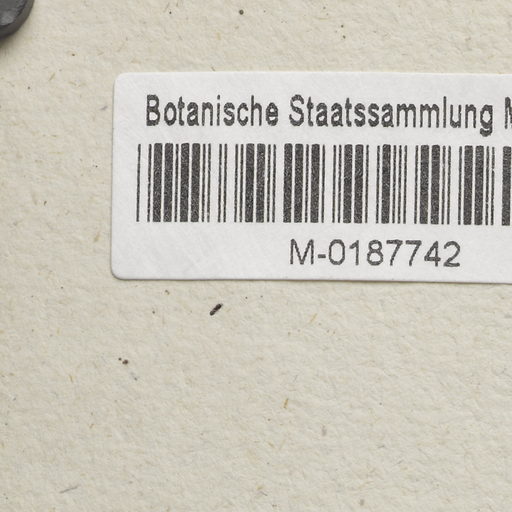 Botanische Staatssammlung M
M-0187742